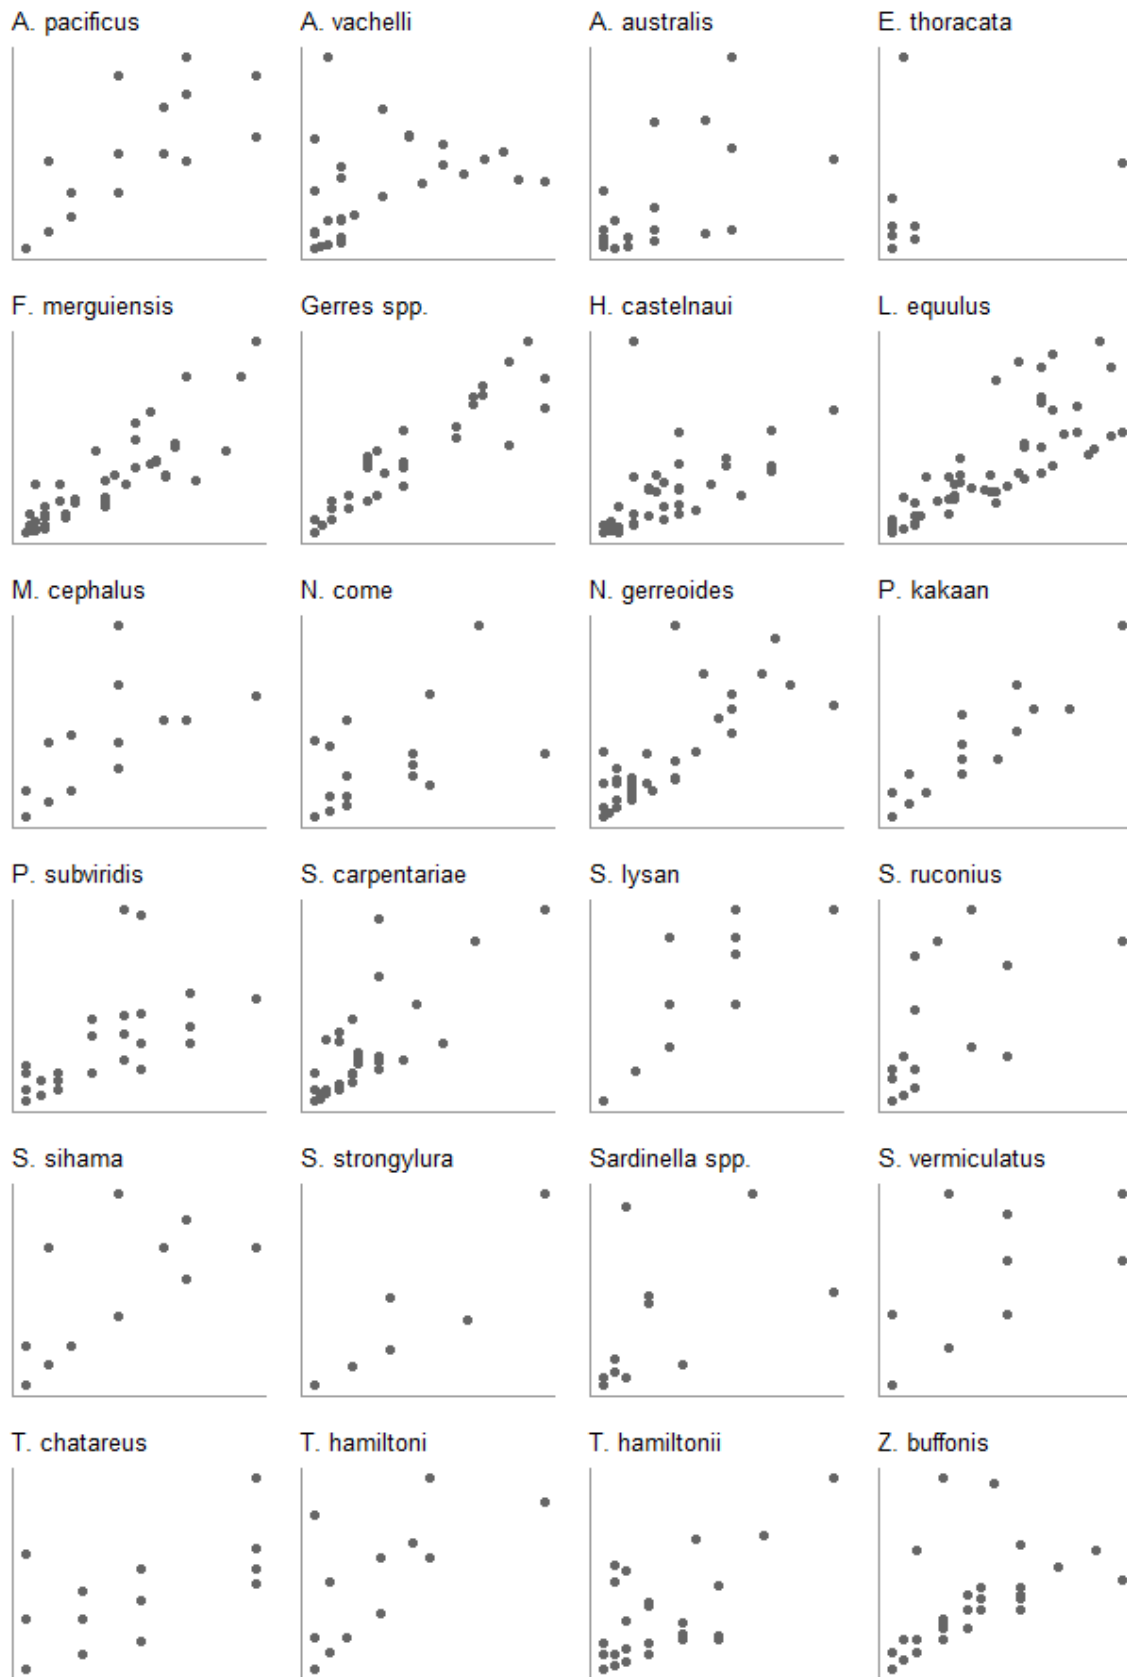 A. pacificus
A. vachelli
A. australis
E. thoracata
F. merguiensis
Gerres spp.
H. castelnaui
L. equulus
M. cephalus
N. come
N. gerreoides
P. kakaan
P. subviridis
S. carpentariae
S. lysan
S. ruconius
S. sihama
S. strongylura
Sardinella spp.
S. vermiculatus
T. chatareus
T. hamiltoni
T. hamiltonii
Z. buffonis